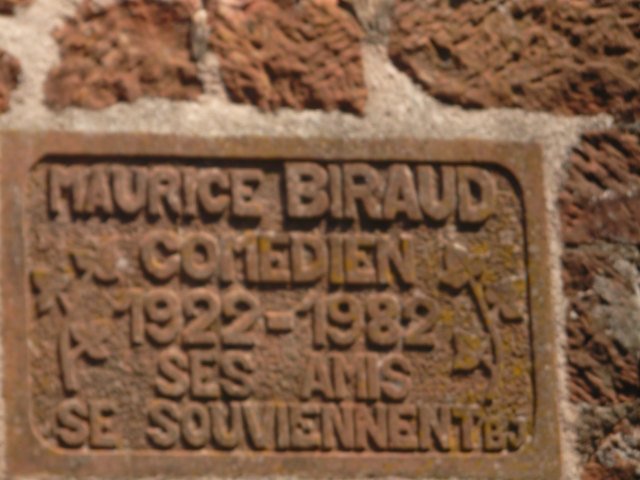 MAURICE BIRAUD
COMEDIEN
1922-1982
SES AMIS
SE SOUVIENNENT BJ